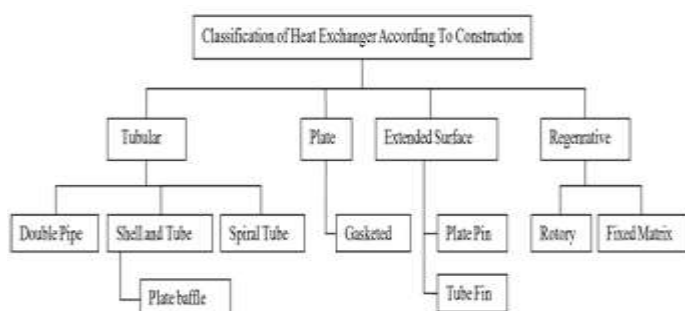 Classification of Heat Exchanger According To Construction
Tubular
Plate
Extended Surface
Regenrative
Double Pipe
Shell and Tube
Spiral Tube
Gasketed
Plate Pin
Rotory
Fixed Matrix
Plate baffle
Tube Fin